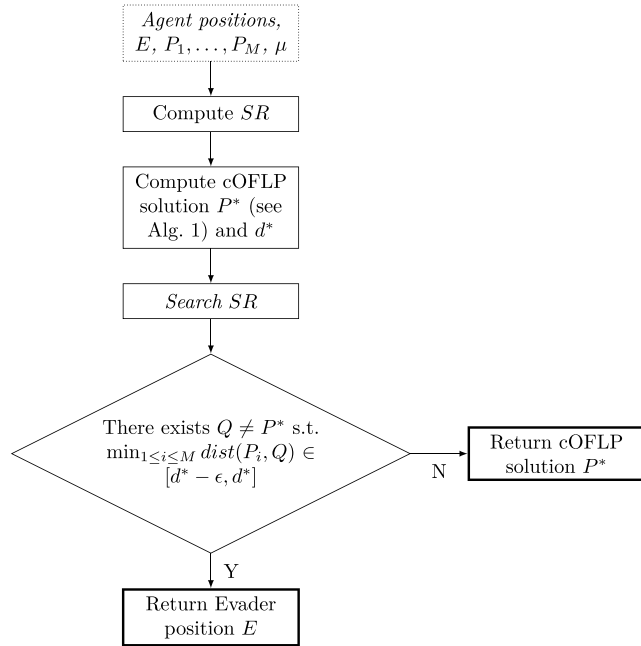 Agent positions,
E, P₁, . . . , P_M, μ
Compute SR
Compute cOFLP
solution P* (see
Alg. 1) and d*
Search SR
There exists Q ≠ P* s.t.
min_{1≤i≤M} dist(P_i, Q) ∈
[d* − ϵ, d*]
N
Return cOFLP
solution P*
Y
Return Evader
position E